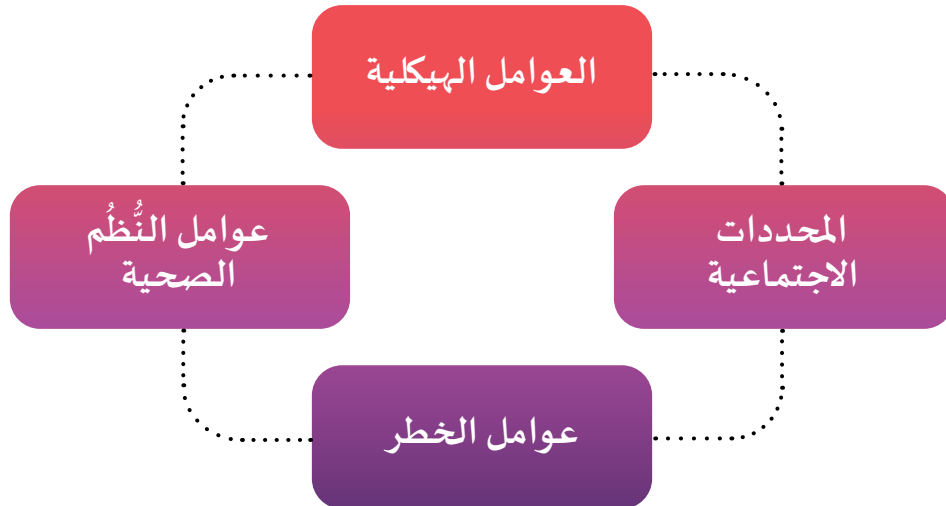 العوامل الهيكلية
المحددات
الاجتماعية
عوامل النُّظُم
الصحية
عوامل الخطر